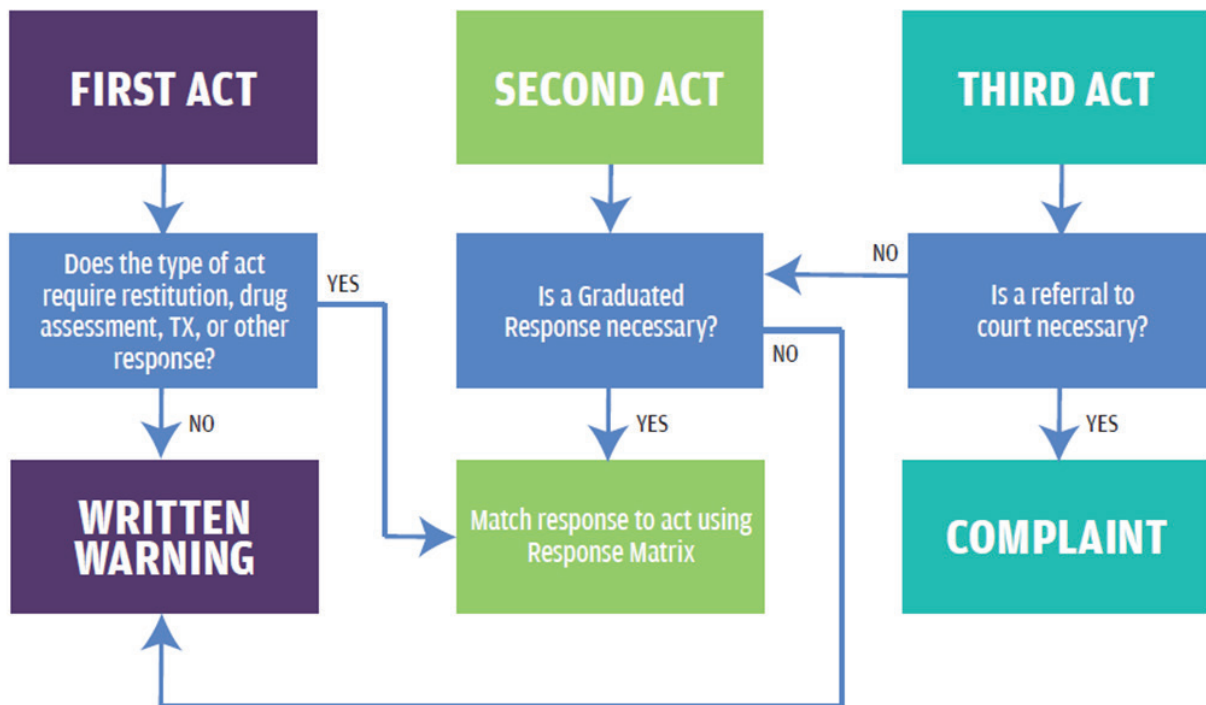 FIRST ACT
SECOND ACT
THIRD ACT
Does the type of act
require restitution, drug
assessment, TX, or other
response?
YES
NO
Is a Graduated
Response necessary?
NO
YES
NO
Is a referral to
court necessary?
YES
WRITTEN
WARNING
Match response to act using
Response Matrix
COMPLAINT